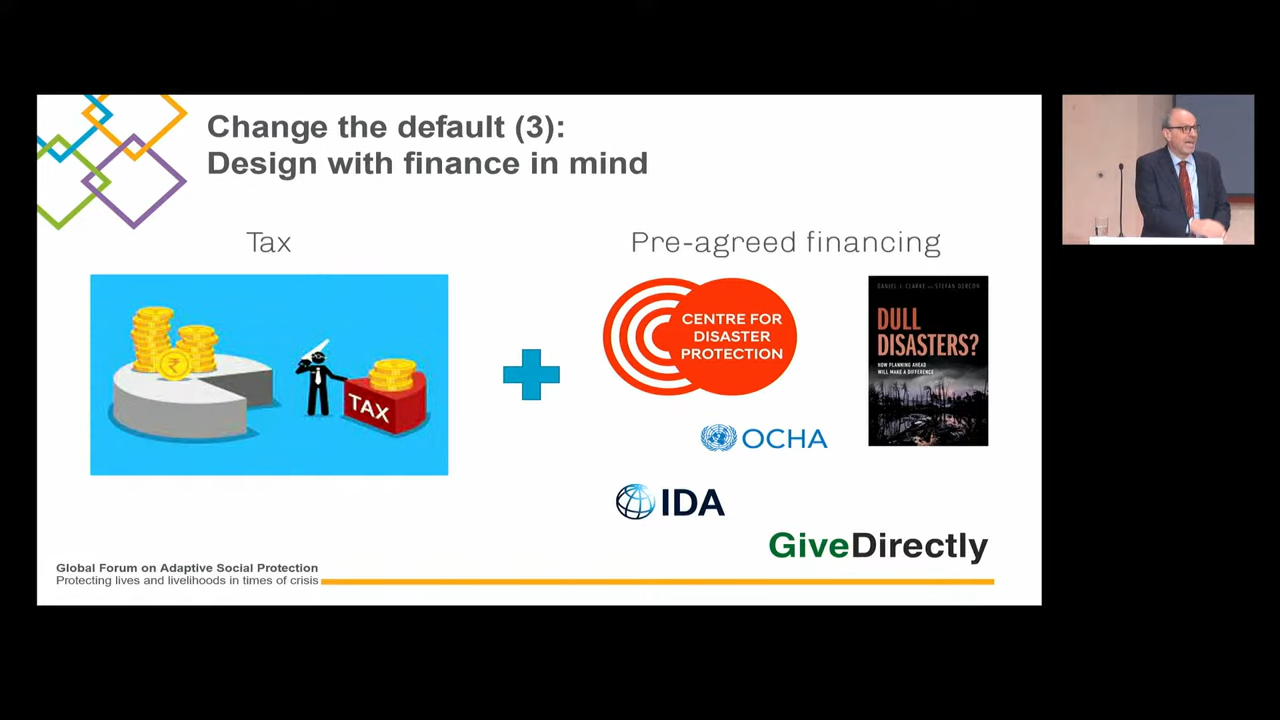 Change the default (3):
Design with finance in mind
Tax
Pre-agreed financing
₹
TAX
CENTRE FOR
DISASTER
PROTECTION
DANIEL J. CLARKE AND STEFAN DERCON
DULL
DISASTERS?
HOW PLANNING AHEAD
WILL MAKE A DIFFERENCE
OCHA
IDA
GiveDirectly
Global Forum on Adaptive Social Protection
Protecting lives and livelihoods in times of crisis